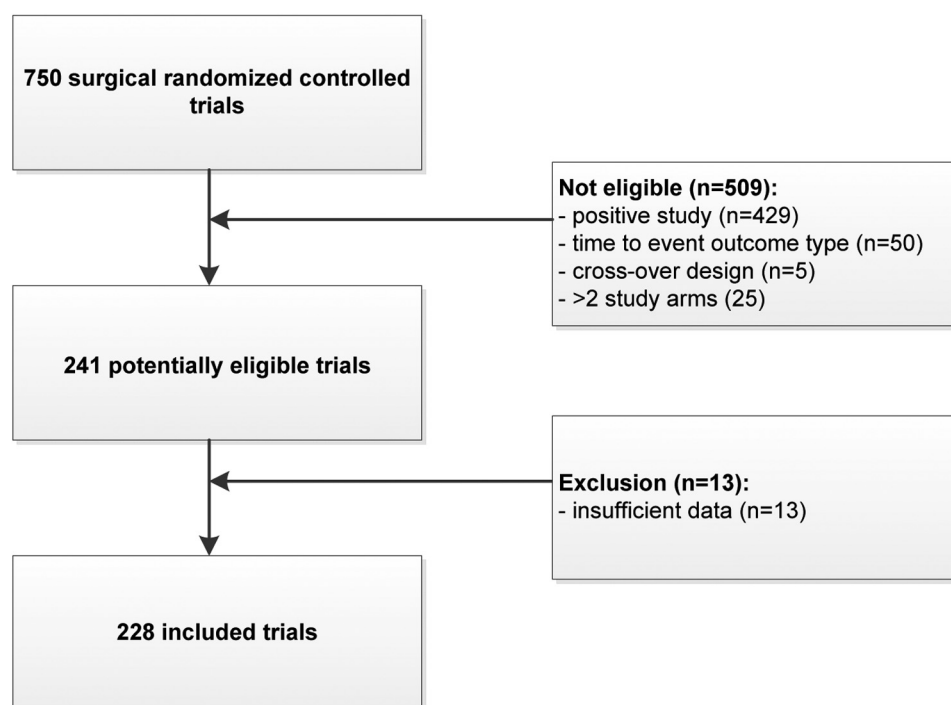 750 surgical randomized controlled
trials
Not eligible (n=509):
- positive study (n=429)
- time to event outcome type (n=50)
- cross-over design (n=5)
- >2 study arms (25)
241 potentially eligible trials
Exclusion (n=13):
- insufficient data (n=13)
228 included trials